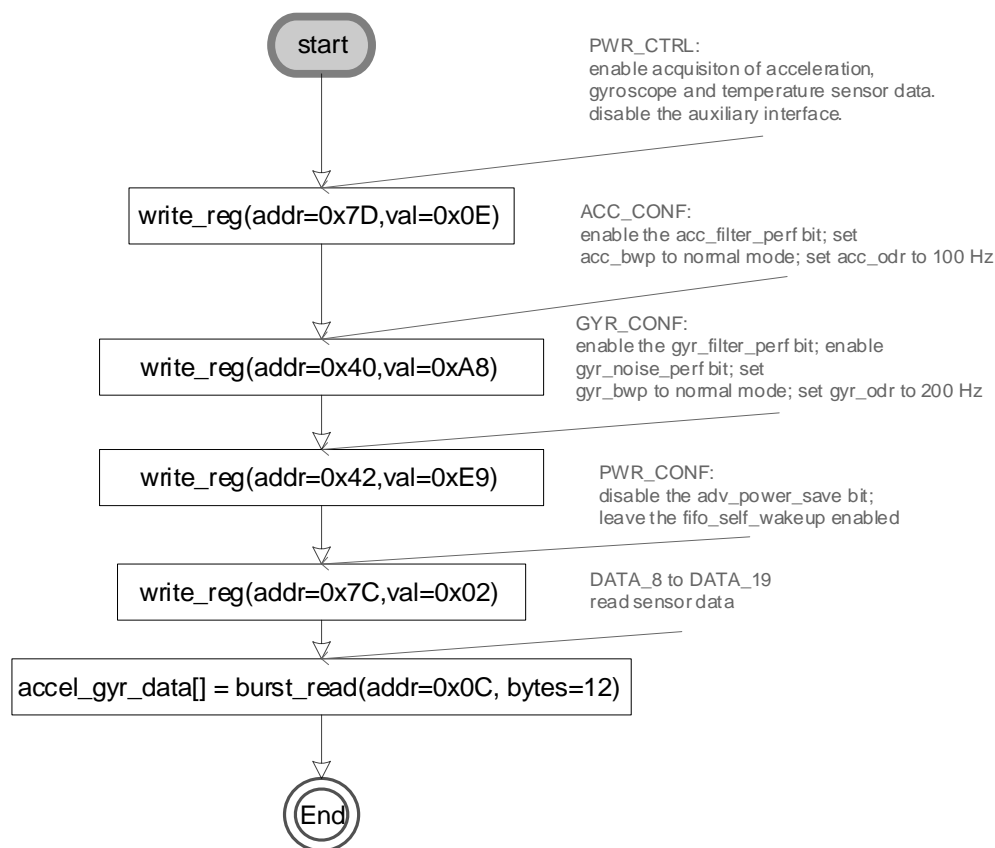 start
PWR_CTRL:
enable acquisiton of acceleration,
gyroscope and temperature sensor data.
disable the auxiliary interface.
write_reg(addr=0x7D,val=0x0E)
ACC_CONF:
enable the acc_filter_perf bit; set
acc_bwp to normal mode; set acc_odr to 100 Hz
write_reg(addr=0x40,val=0xA8)
GYR_CONF:
enable the gyr_filter_perf bit; enable
gyr_noise_perf bit; set
gyr_bwp to normal mode; set gyr_odr to 200 Hz
write_reg(addr=0x42,val=0xE9)
PWR_CONF:
disable the adv_power_save bit;
leave the fifo_self_wakeup enabled
write_reg(addr=0x7C,val=0x02)
DATA_8 to DATA_19
read sensor data
accel_gyr_data[] = burst_read(addr=0x0C, bytes=12)
End